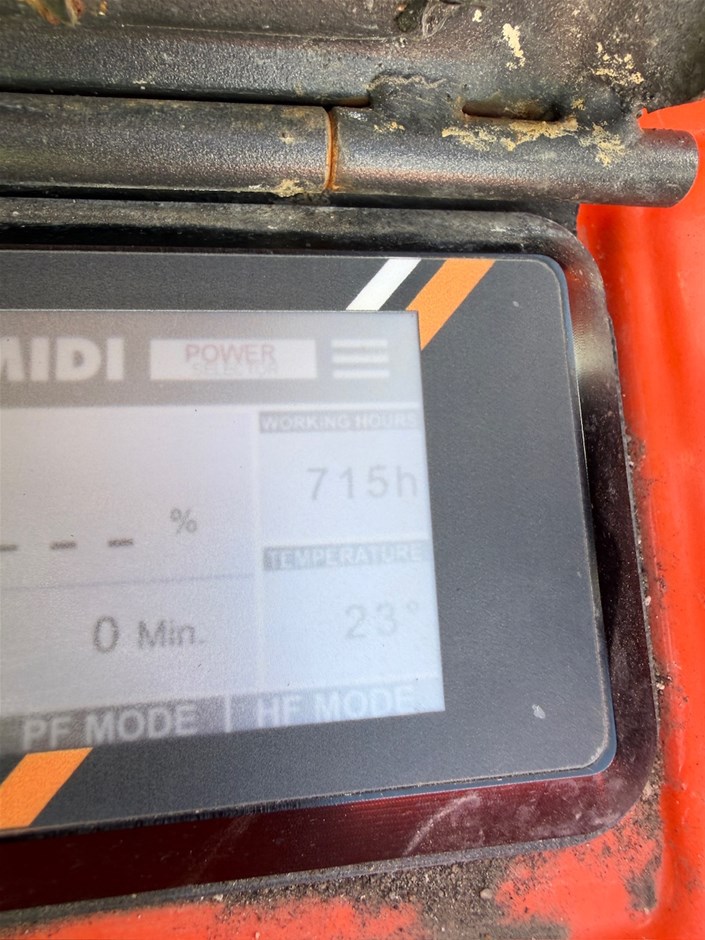 MIDI
POWER
SELECTOR
WORKING HOURS
715h
%
TEMPERATURE
0 Min.
23°
PF MODE | HF MODE